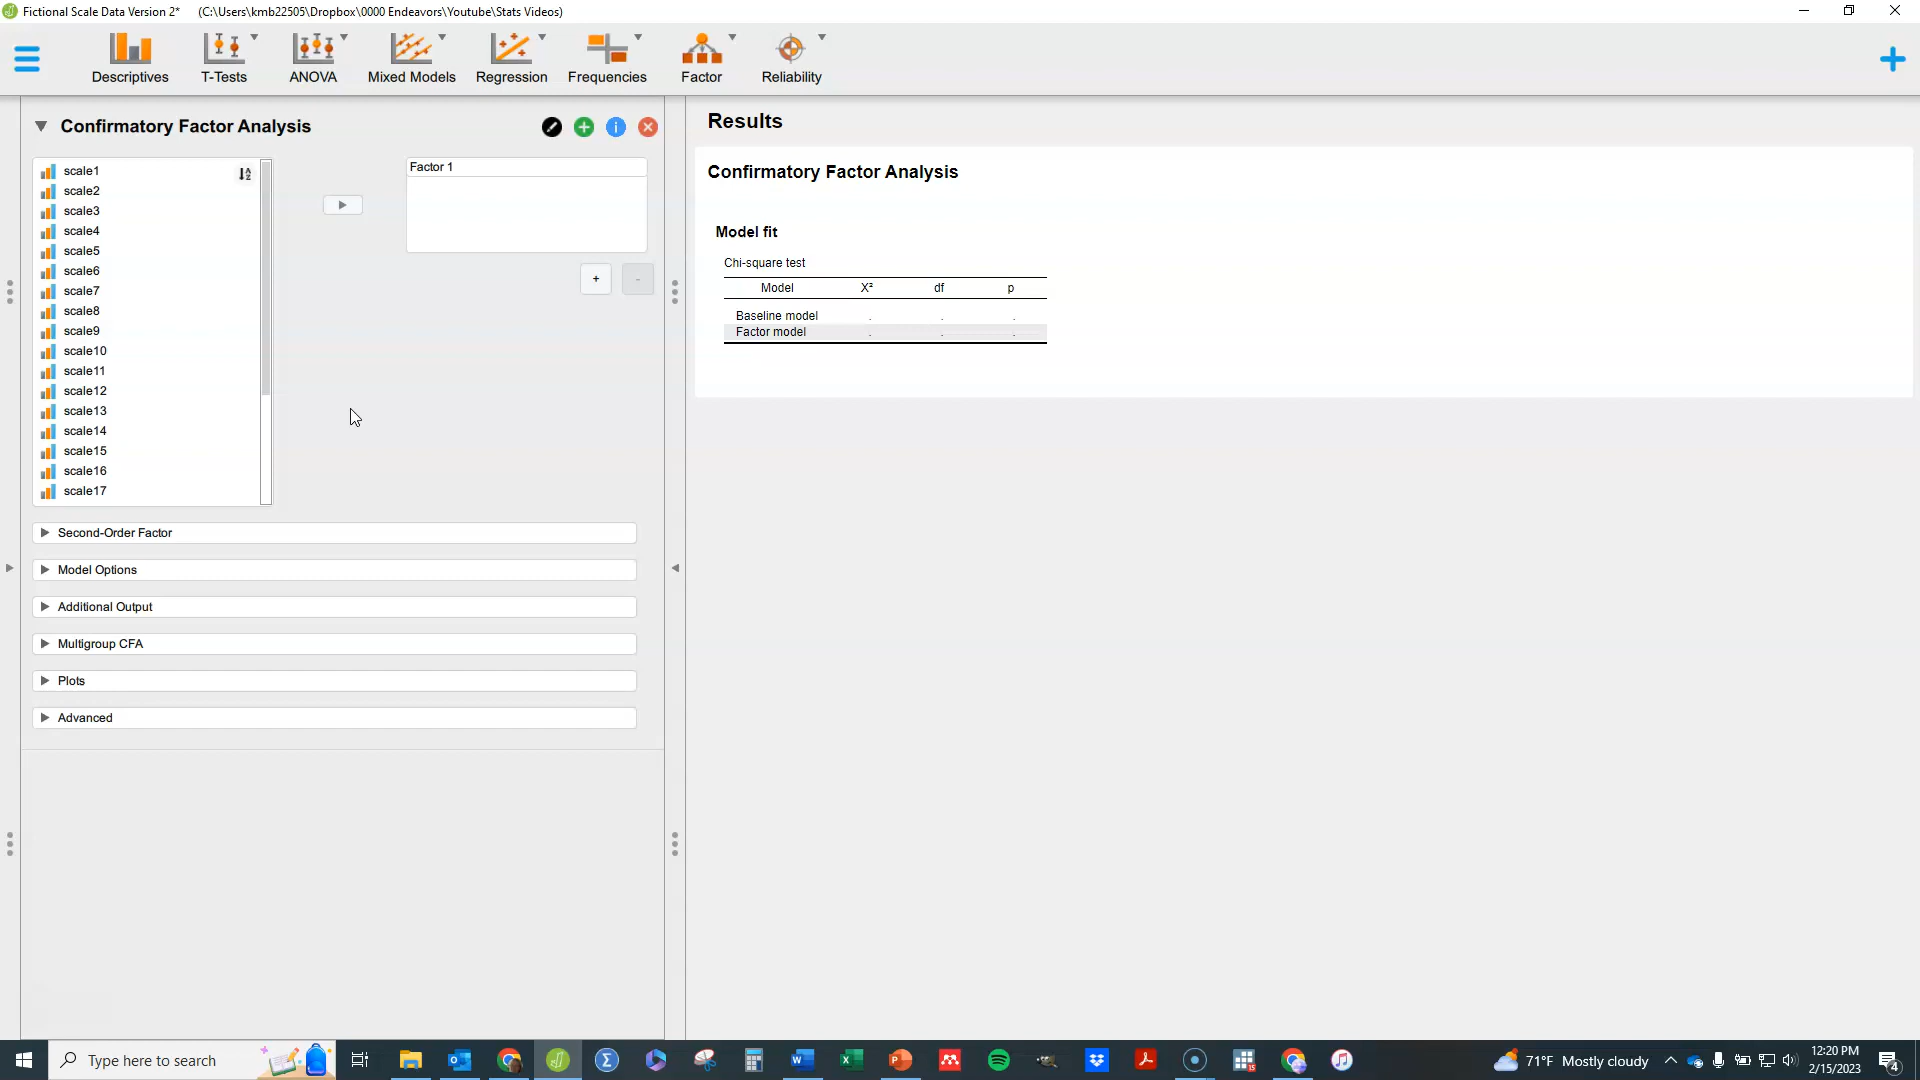 Fictional Scale Data Version 2* (C:\Users\kmb22505\Dropbox\0000 Endeavors\Youtube\Stats Videos)
Descriptives T-Tests ANOVA Mixed Models Regression Frequencies Factor Reliability
Confirmatory Factor Analysis
scale1
scale2
scale3
scale4
scale5
scale6
scale7
scale8
scale9
scale10
scale11
scale12
scale13
scale14
scale15
scale16
scale17
Factor 1
+ -
Second-Order Factor
Model Options
Additional Output
Multigroup CFA
Plots
Advanced
Results
Confirmatory Factor Analysis
Model fit
Chi-square test
Model X² df p
Baseline model . . .
Factor model . . .
Type here to search
71°F Mostly cloudy
12:20 PM
2/15/2023
4